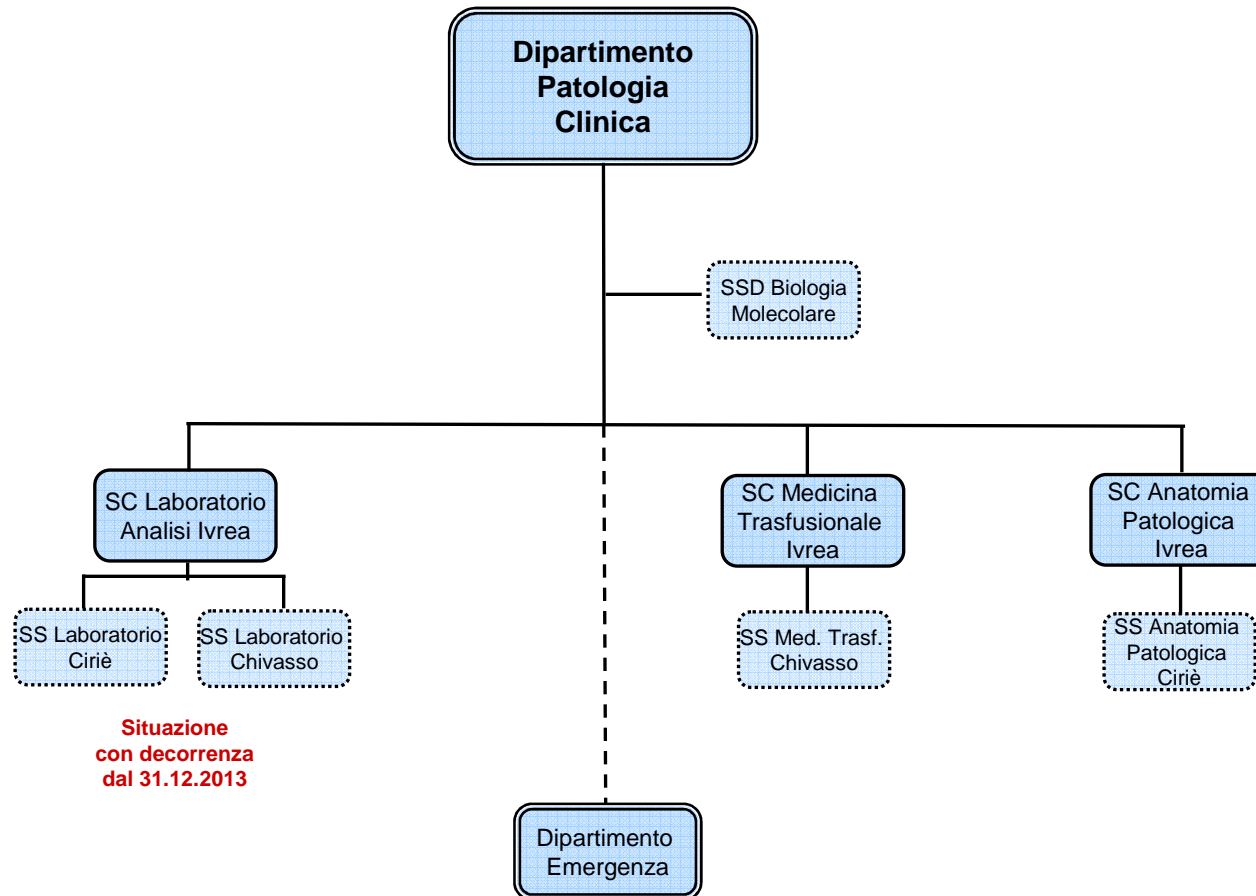 Dipartimento
Patologia
Clinica
SSD Biologia
Molecolare
SC Laboratorio
Analisi Ivrea
SC Medicina
Trasfusionale
Ivrea
SC Anatomia
Patologica
Ivrea
SS Laboratorio
Ciriè
SS Laboratorio
Chivasso
SS Med. Trasf.
Chivasso
SS Anatomia
Patologica
Ciriè
Situazione
con decorrenza
dal 31.12.2013
Dipartimento
Emergenza